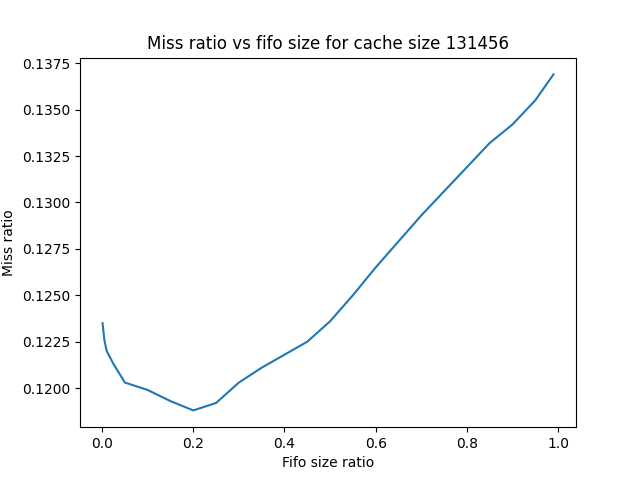 Miss ratio vs fifo size for cache size 131456
0.1375
0.1350
0.1325
0.1300
0.1275
0.1250
0.1225
0.1200
Miss ratio
0.0 0.2 0.4 0.6 0.8 1.0
Fifo size ratio